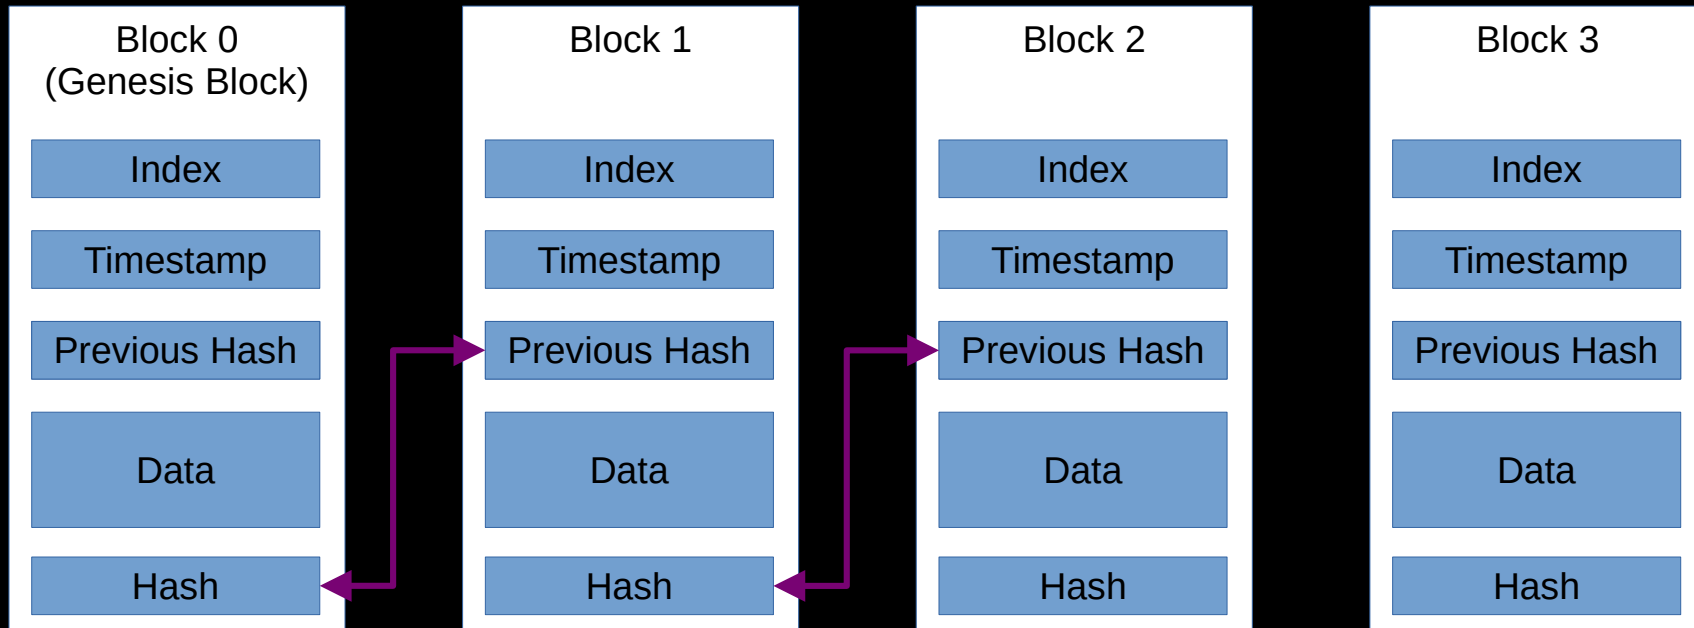 Block 0
(Genesis Block)
Index
Timestamp
Previous Hash
Data
Hash
Block 1
Index
Timestamp
Previous Hash
Data
Hash
Block 2
Index
Timestamp
Previous Hash
Data
Hash
Block 3
Index
Timestamp
Previous Hash
Data
Hash